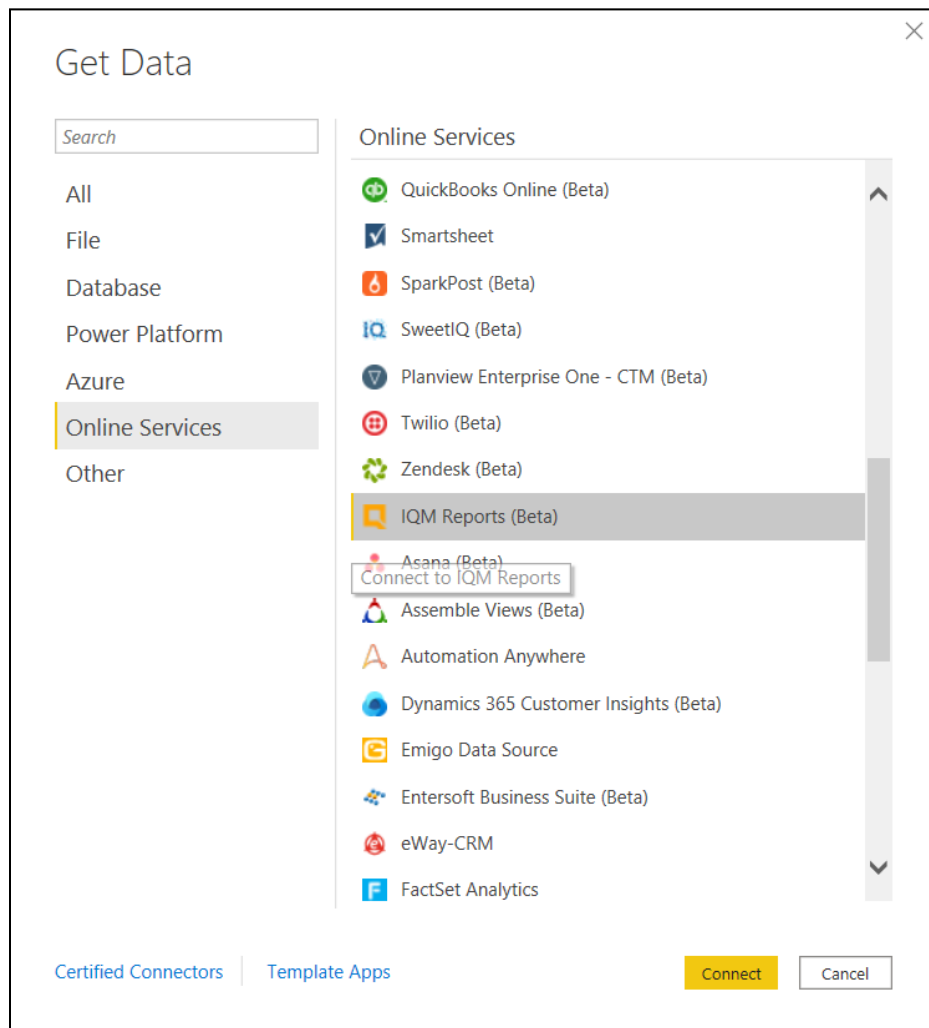 Get Data
Search
All
File
Database
Power Platform
Azure
Online Services
Other
Online Services
QuickBooks Online (Beta)
Smartsheet
SparkPost (Beta)
SweetIQ (Beta)
Planview Enterprise One - CTM (Beta)
Twilio (Beta)
Zendesk (Beta)
IQM Reports (Beta)
Asana (Beta)
Connect to IQM Reports
Assemble Views (Beta)
Automation Anywhere
Dynamics 365 Customer Insights (Beta)
Emigo Data Source
Entersoft Business Suite (Beta)
eWay-CRM
FactSet Analytics
Certified Connectors
Template Apps
Connect
Cancel